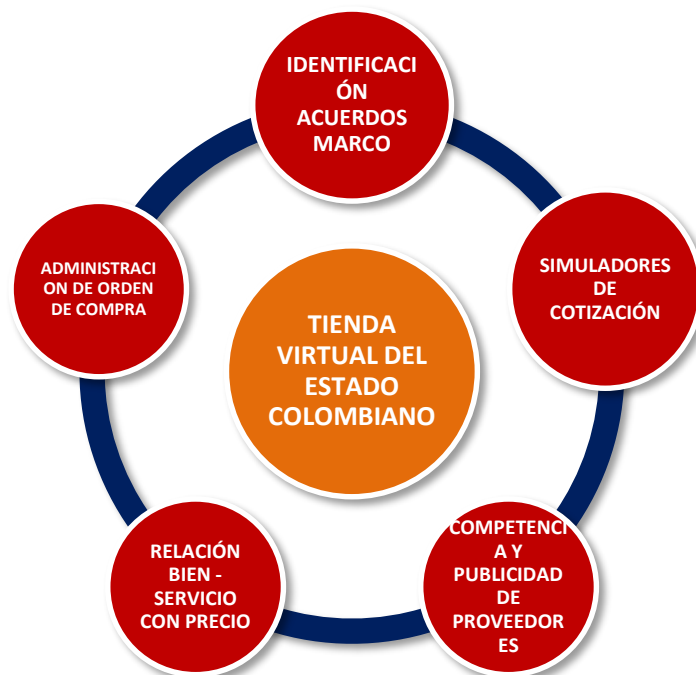 IDENTIFICACI
ÓN
ACUERDOS
MARCO
SIMULADORES
DE
COTIZACIÓN
COMPETENCI
A Y
PUBLICIDAD
DE
PROVEEDOR
ES
RELACIÓN
BIEN -
SERVICIO
CON PRECIO
ADMINISTRACI
ON DE ORDEN
DE COMPRA
TIENDA
VIRTUAL DEL
ESTADO
COLOMBIANO